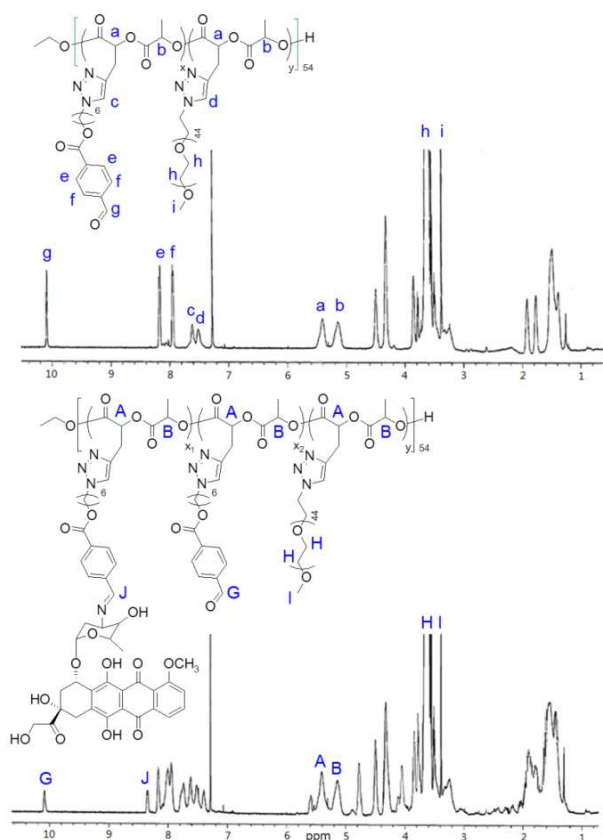 a O b O a O b
O O O O H
O x O y 54
N N c N N d
N 6 N
O 44
O e O
e f h h
f O
g i
O
h i
g e f c d a b
10 9 8 7 6 5 4 3 2 1
A O B O A O B O A O B
O O O O O O H
O x₁ O x₂ O y 54
N N N N N N
N 6 N 6 N 44
O O O
O O H H
O
J G O I
N OH
O
O OH O OCH₃
HO
HO O OH O
H I
G J A B
10 9 8 7 6 5 ppm 4 3 2 1